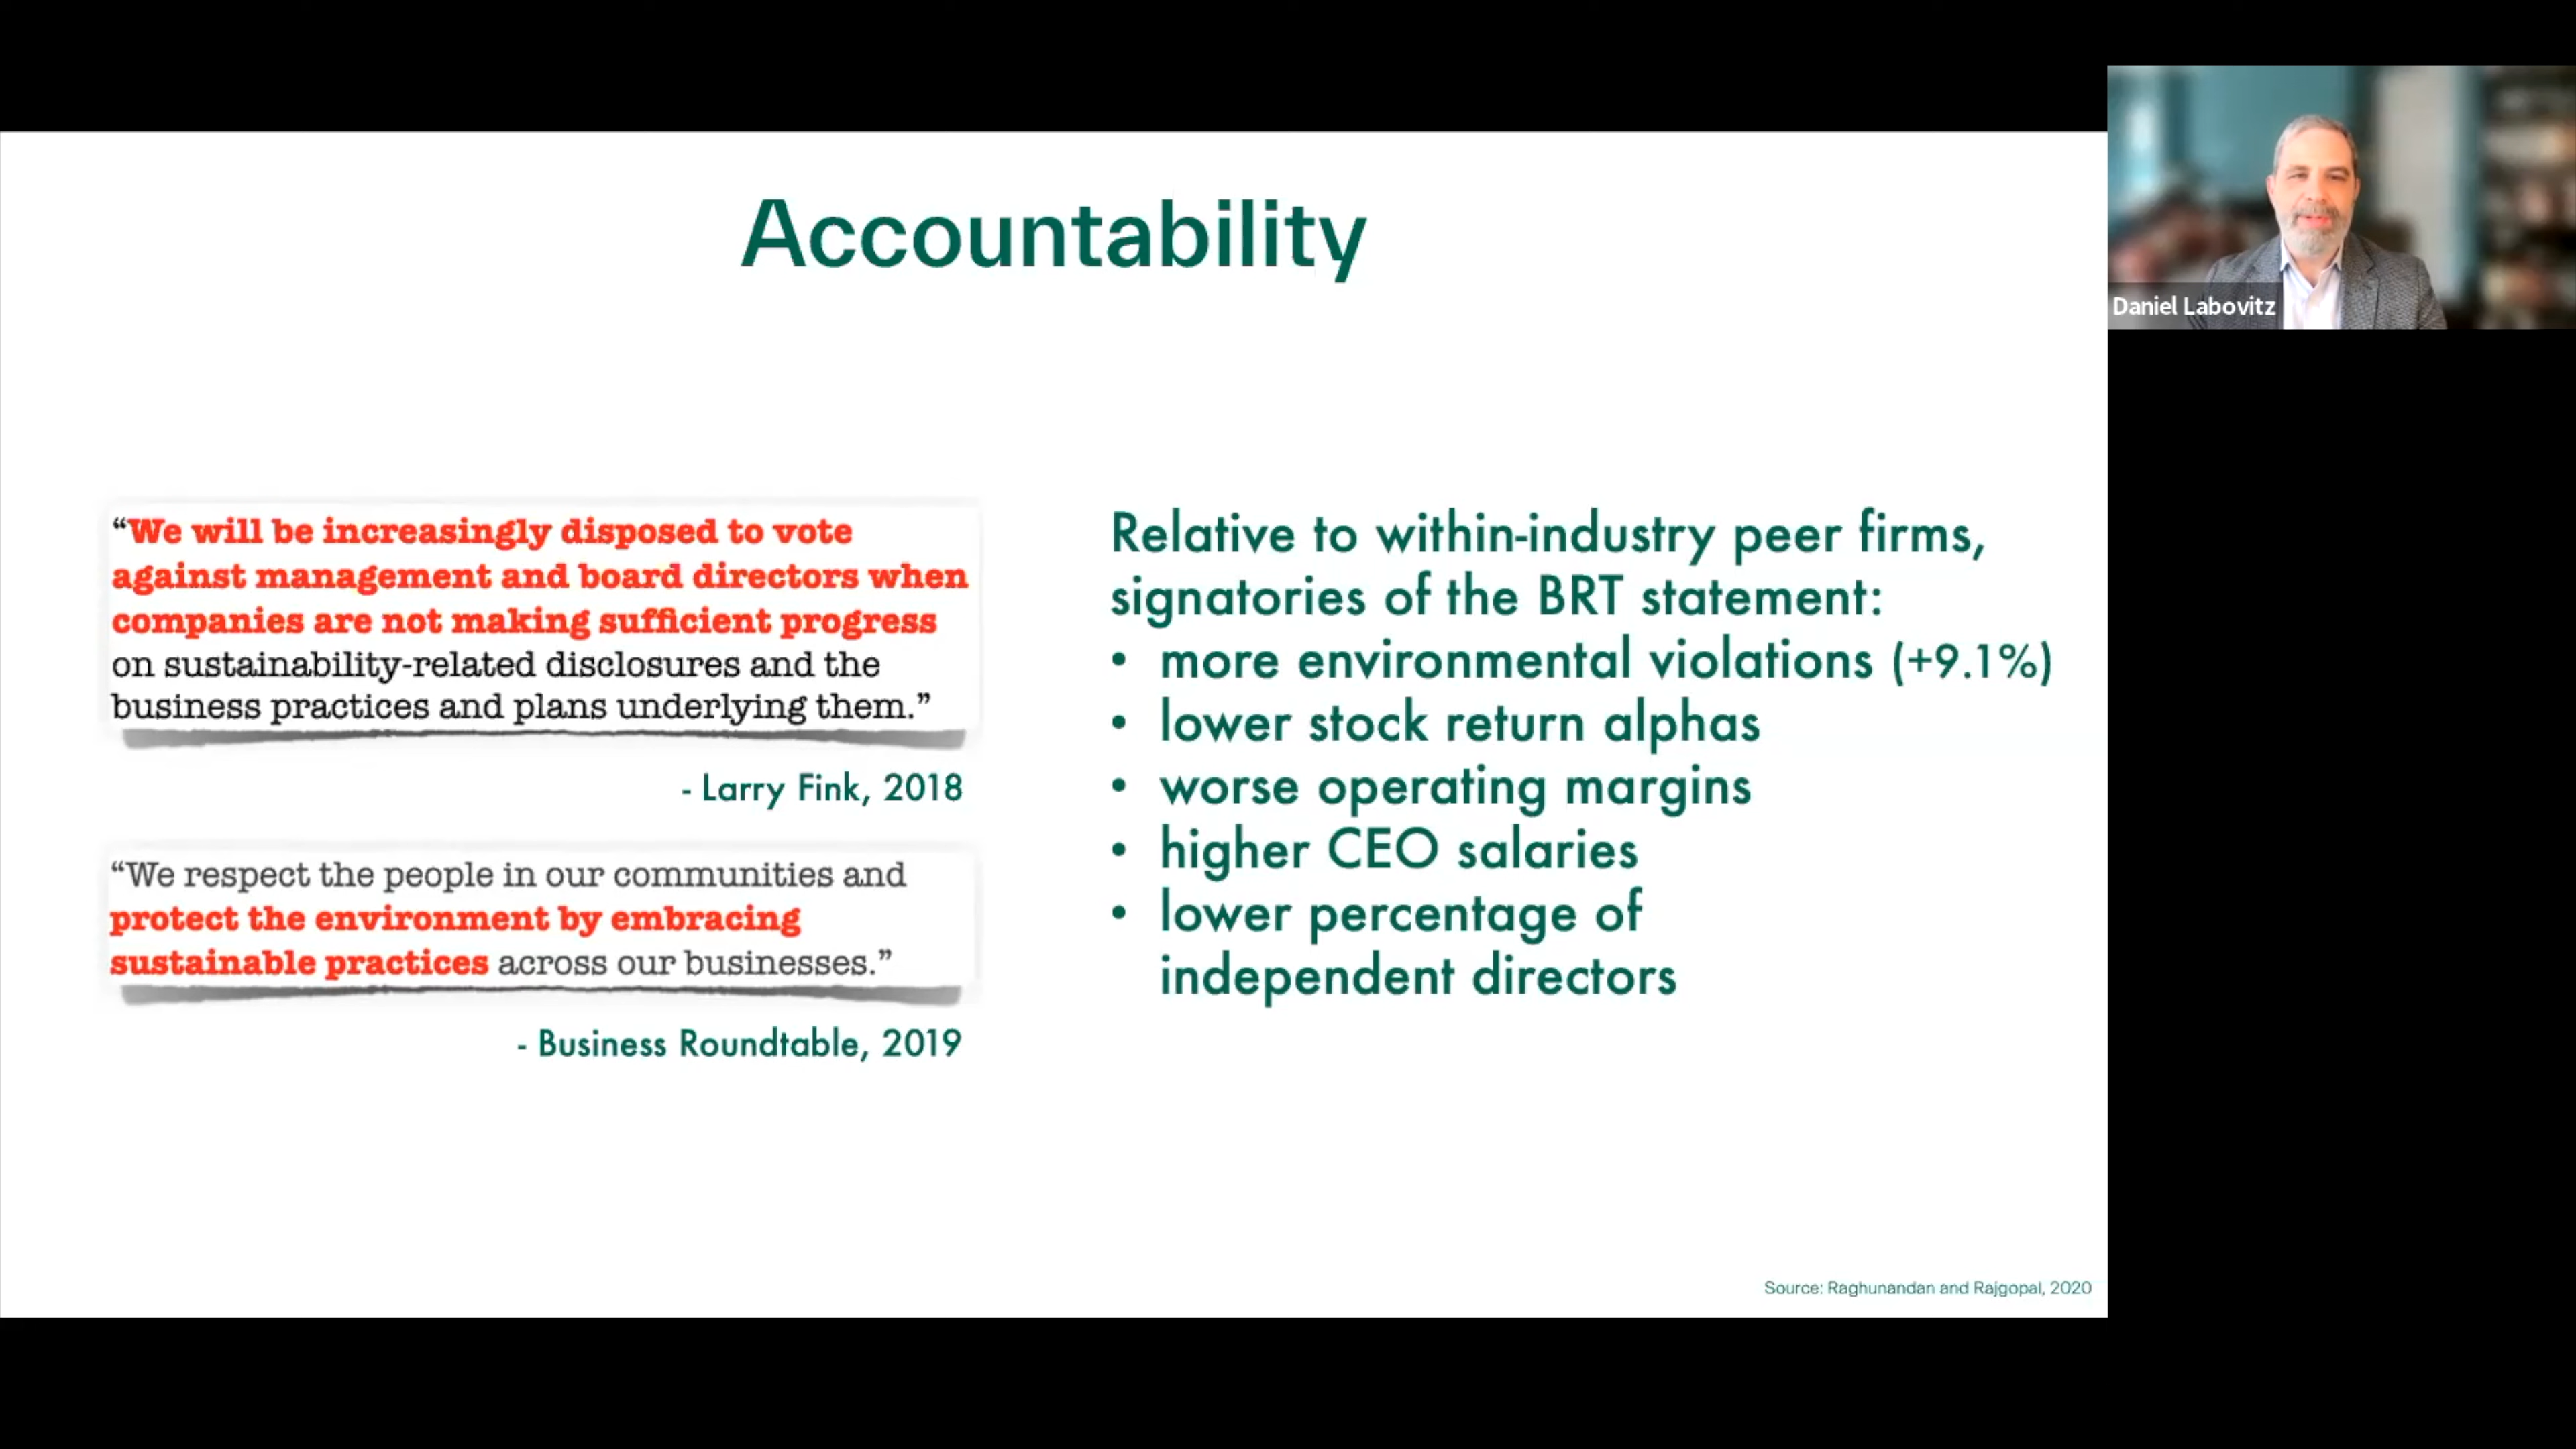 Accountability
“We will be increasingly disposed to vote
against management and board directors when
companies are not making sufficient progress
on sustainability-related disclosures and the
business practices and plans underlying them.”
- Larry Fink, 2018
“We respect the people in our communities and
protect the environment by embracing
sustainable practices across our businesses.”
- Business Roundtable, 2019
Relative to within-industry peer firms,
signatories of the BRT statement:
• more environmental violations (+9.1%)
• lower stock return alphas
• worse operating margins
• higher CEO salaries
• lower percentage of
independent directors
Source: Raghunandan and Rajgopal, 2020
Daniel Labovitz